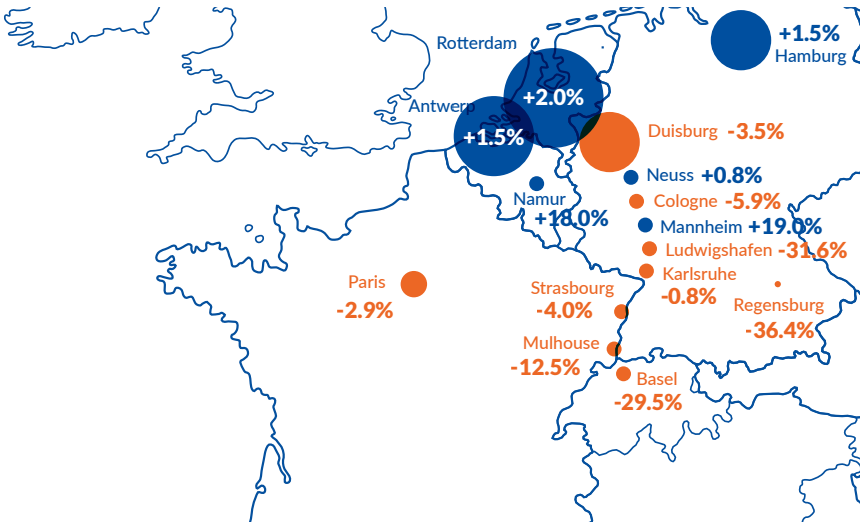 +1.5%
Hamburg
Rotterdam
+2.0%
Antwerp
+1.5%
Duisburg -3.5%
Neuss +0.8%
Namur
+18.0%
Cologne -5.9%
Mannheim +19.0%
Ludwigshafen -31.6%
Karlsruhe
-0.8%
Paris
-2.9%
Strasbourg
-4.0%
Regensburg
-36.4%
Mulhouse
-12.5%
Basel
-29.5%